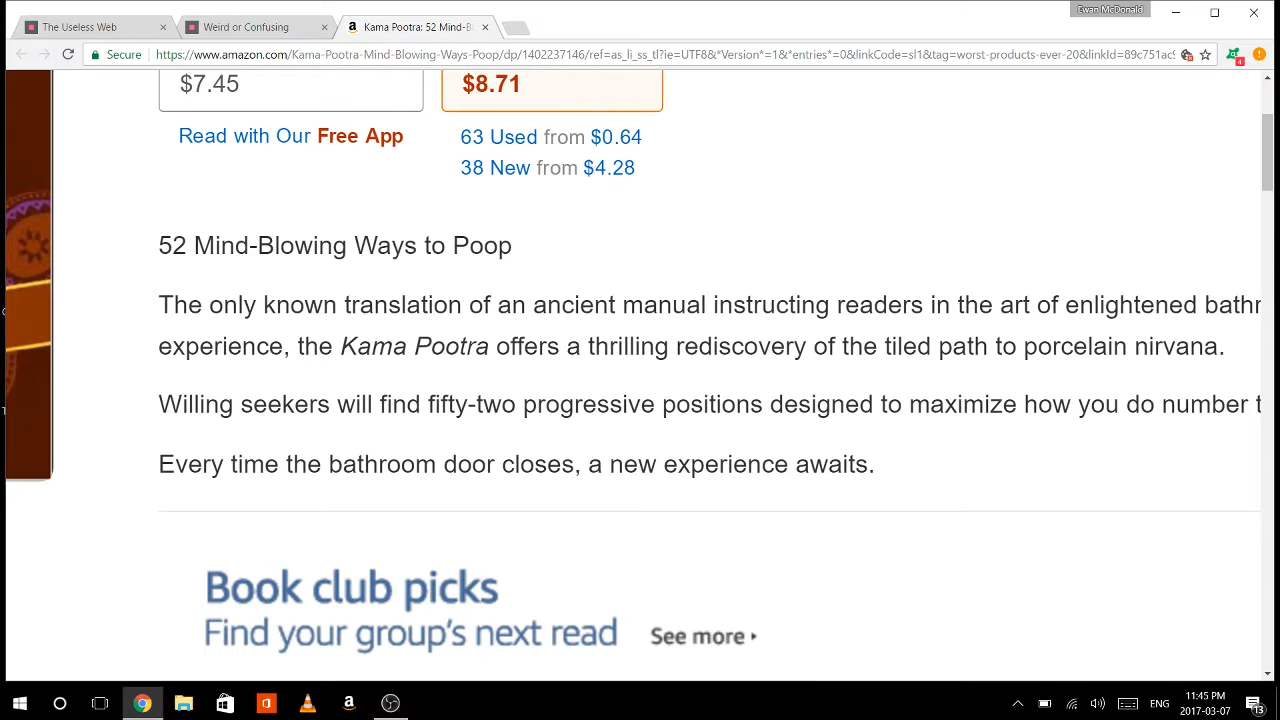 Ewan McDonald
The Useless Web
Weird or Confusing
Kama Pootra: 52 Mind-B
Secure
https://www.amazon.com/Kama-Pootra-Mind-Blowing-Ways-Poop/dp/1402237146/ref=as_li_ss_tl?ie=UTF8&*Version*=1&*entries*=0&linkCode=sl1&tag=worst-products-ever-20&linkId=89c751ac
4
$7.45
$8.71
Read with Our Free App
63 Used from $0.64
38 New from $4.28
52 Mind-Blowing Ways to Poop
The only known translation of an ancient manual instructing readers in the art of enlightened bathr
experience, the Kama Pootra offers a thrilling rediscovery of the tiled path to porcelain nirvana.
Willing seekers will find fifty-two progressive positions designed to maximize how you do number t
Every time the bathroom door closes, a new experience awaits.
Book club picks
Find your group's next read
See more
11:45 PM
ENG
2017-03-07
13